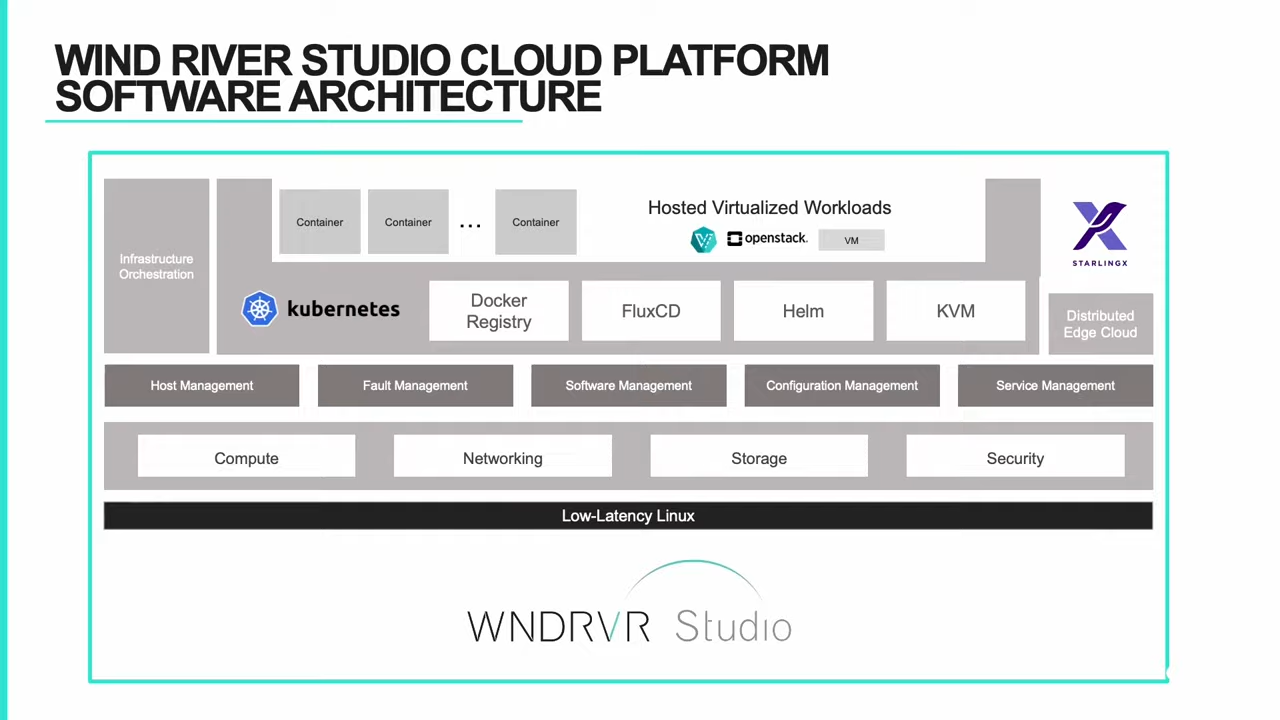 WIND RIVER STUDIO CLOUD PLATFORM
SOFTWARE ARCHITECTURE
Infrastructure
Orchestration
Container
Container
...
Container
Hosted Virtualized Workloads
openstack.
VM
STARLINGX
kubernetes
Docker
Registry
FluxCD
Helm
KVM
Distributed
Edge Cloud
Host Management
Fault Management
Software Management
Configuration Management
Service Management
Compute
Networking
Storage
Security
Low-Latency Linux
WNDRVR Studio